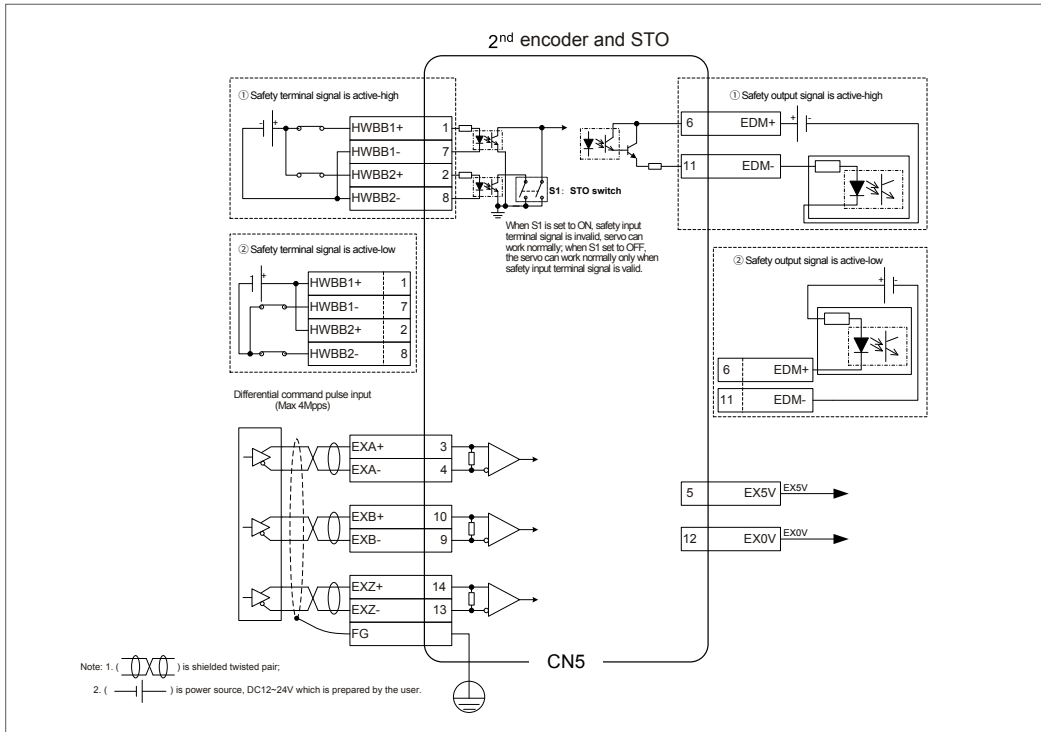 2nd encoder and STO
① Safety terminal signal is active-high
- +
HWBB1+ 1
HWBB1- 7
HWBB2+ 2
HWBB2- 8
S1: STO switch
When S1 is set to ON, safety input
terminal signal is invalid, servo can
work normally; when S1 set to OFF,
the servo can work normally only when
safety input terminal signal is valid.
① Safety output signal is active-high
6 EDM+
+ -
11 EDM-
② Safety terminal signal is active-low
- +
HWBB1+ 1
HWBB1- 7
HWBB2+ 2
HWBB2- 8
② Safety output signal is active-low
+ -
6 EDM+
11 EDM-
Differential command pulse input
(Max 4Mpps)
EXA+ 3
EXA- 4
EXB+ 10
EXB- 9
EXZ+ 14
EXZ- 13
FG
5 EX5V EX5V
12 EX0V EX0V
CN5
Note: 1. ( ) is shielded twisted pair;
2. ( ) is power source, DC12~24V which is prepared by the user.